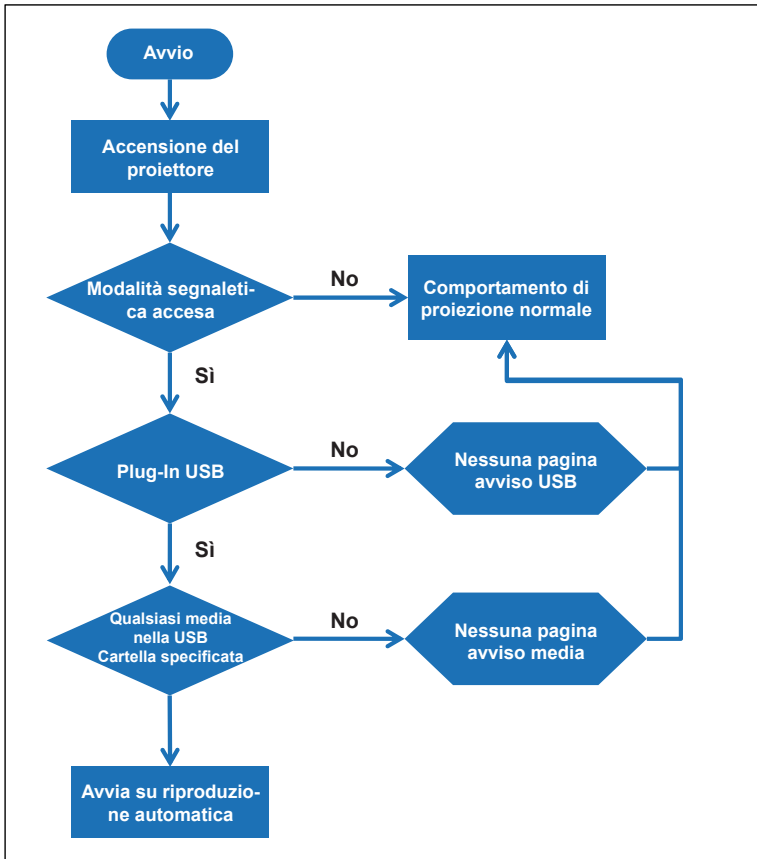 Avvio
Accensione del
proiettore
Modalità segnaleti-
ca accesa
No
Comportamento di
proiezione normale
Sì
Plug-In USB
No
Nessuna pagina
avviso USB
Sì
Qualsiasi media
nella USB
Cartella specificata
No
Nessuna pagina
avviso media
Avvia su riproduzio-
ne automatica